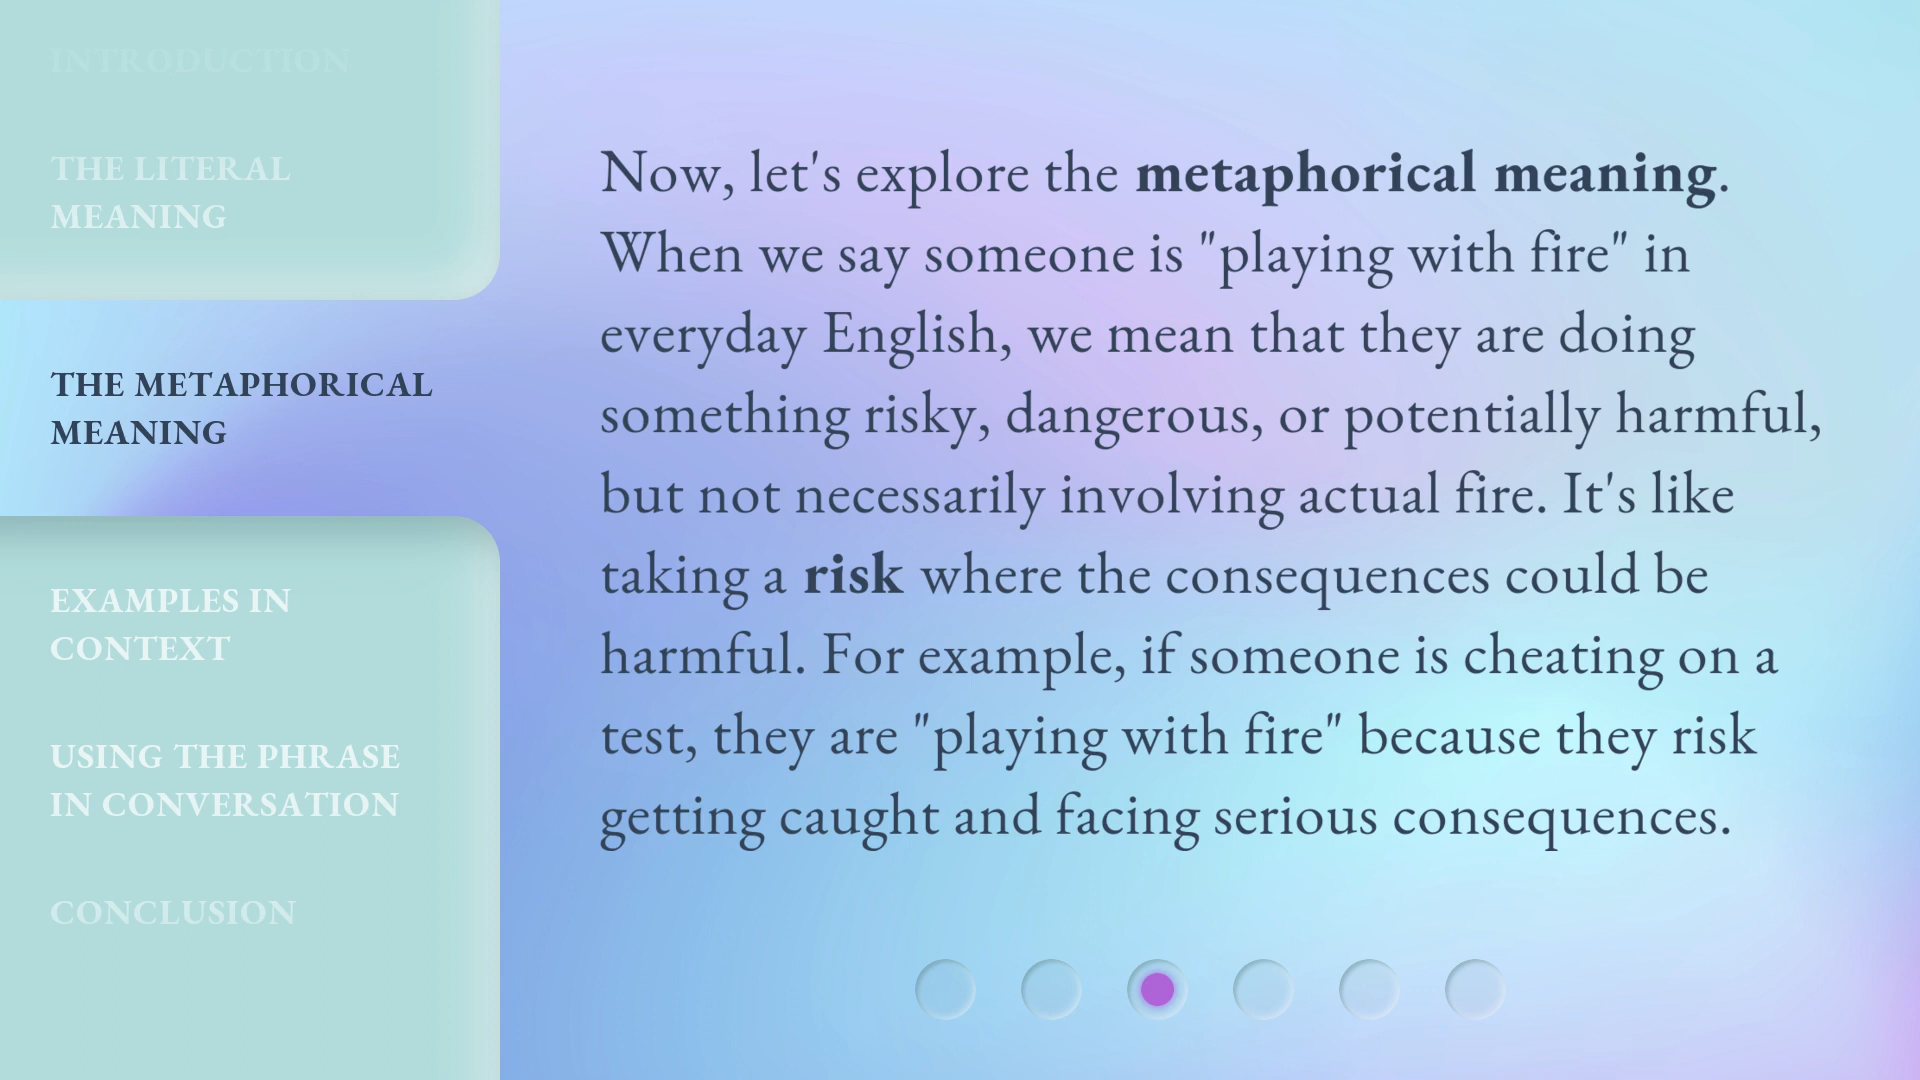 INTRODUCTION
THE LITERAL
MEANING
THE METAPHORICAL
MEANING
EXAMPLES IN
CONTEXT
USING THE PHRASE
IN CONVERSATION
CONCLUSION
Now, let's explore the metaphorical meaning.
When we say someone is "playing with fire" in
everyday English, we mean that they are doing
something risky, dangerous, or potentially harmful,
but not necessarily involving actual fire. It's like
taking a risk where the consequences could be
harmful. For example, if someone is cheating on a
test, they are "playing with fire" because they risk
getting caught and facing serious consequences.